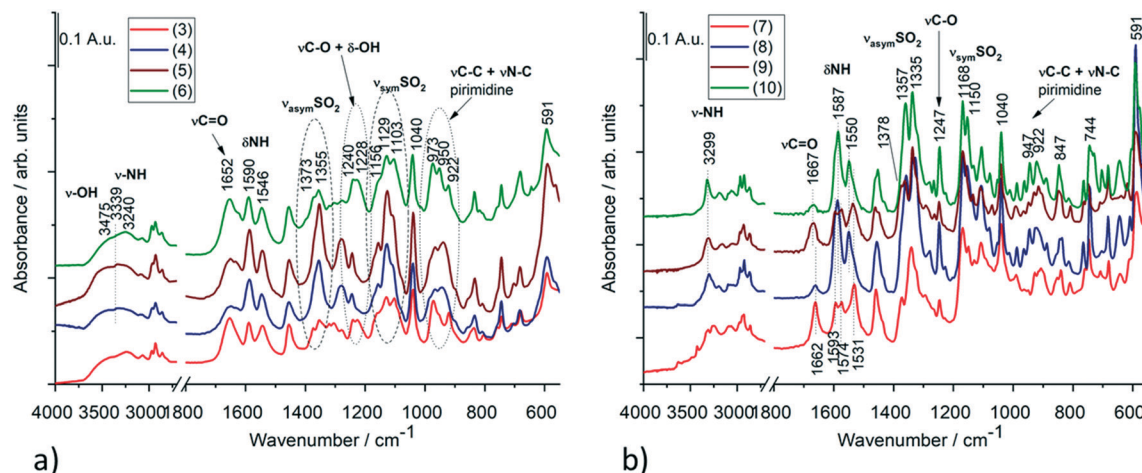 0.1 A.u.
(3)
(4)
(5)
(6)
νC-O + δ-OH
νasymSO2
νsymSO2
νC-C + νN-C
pirimidine
νC=O
δNH
ν-OH
ν-NH
3475
3339
3240
1652
1590
1546
1373
1355
1240
1228
1156
1129
1103
1040
973
950
922
591
Absorbance / arb. units
4000 3500 3000 1800 1600 1400 1200 1000 800 600
Wavenumber / cm-1
a)
b)
0.1 A.u.
(7)
(8)
(9)
(10)
νC-O
νasymSO2
νsymSO2
νC-C + νN-C
pirimidine
δNH
ν-NH
νC=O
3299
1667
1587
1550
1378
1357
1335
1247
1168
1150
1040
947
922
847
744
591
1662
1593
1574
1531
Absorbance / arb. units
4000 3500 3000 1800 1600 1400 1200 1000 800 600
Wavenumber / cm-1